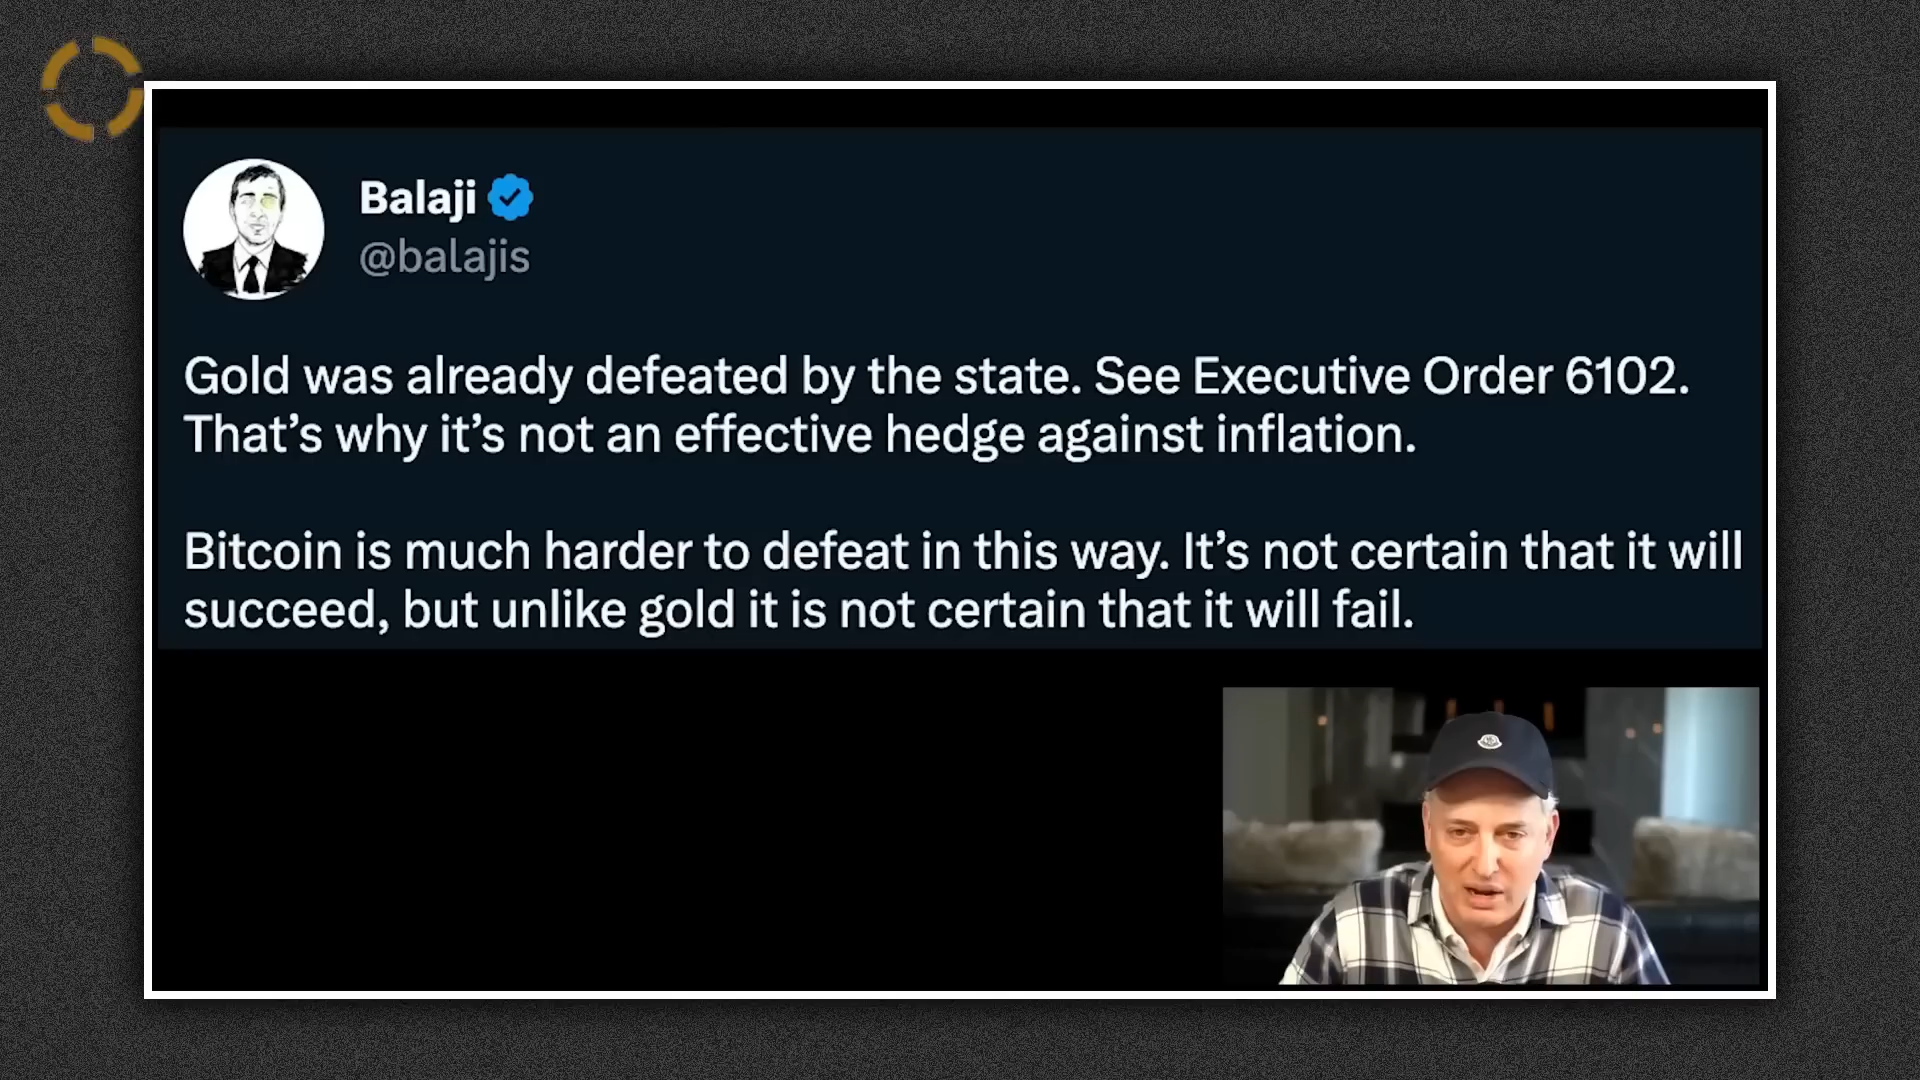 Balaji
@balajis
Gold was already defeated by the state. See Executive Order 6102.
That’s why it’s not an effective hedge against inflation.
Bitcoin is much harder to defeat in this way. It’s not certain that it will
succeed, but unlike gold it is not certain that it will fail.